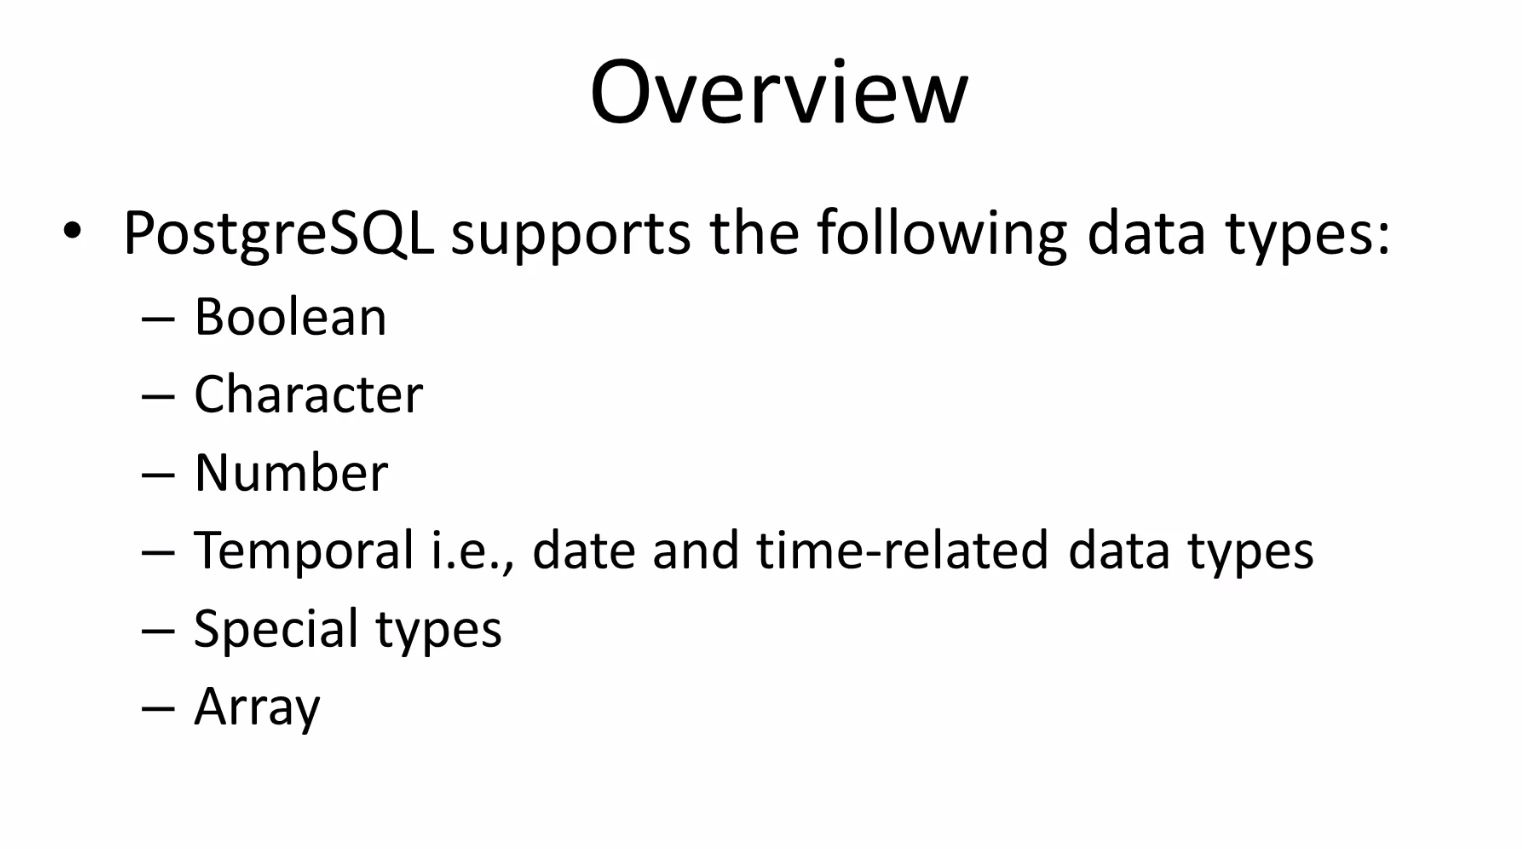 Overview
• PostgreSQL supports the following data types:
– Boolean
– Character
– Number
– Temporal i.e., date and time-related data types
– Special types
– Array